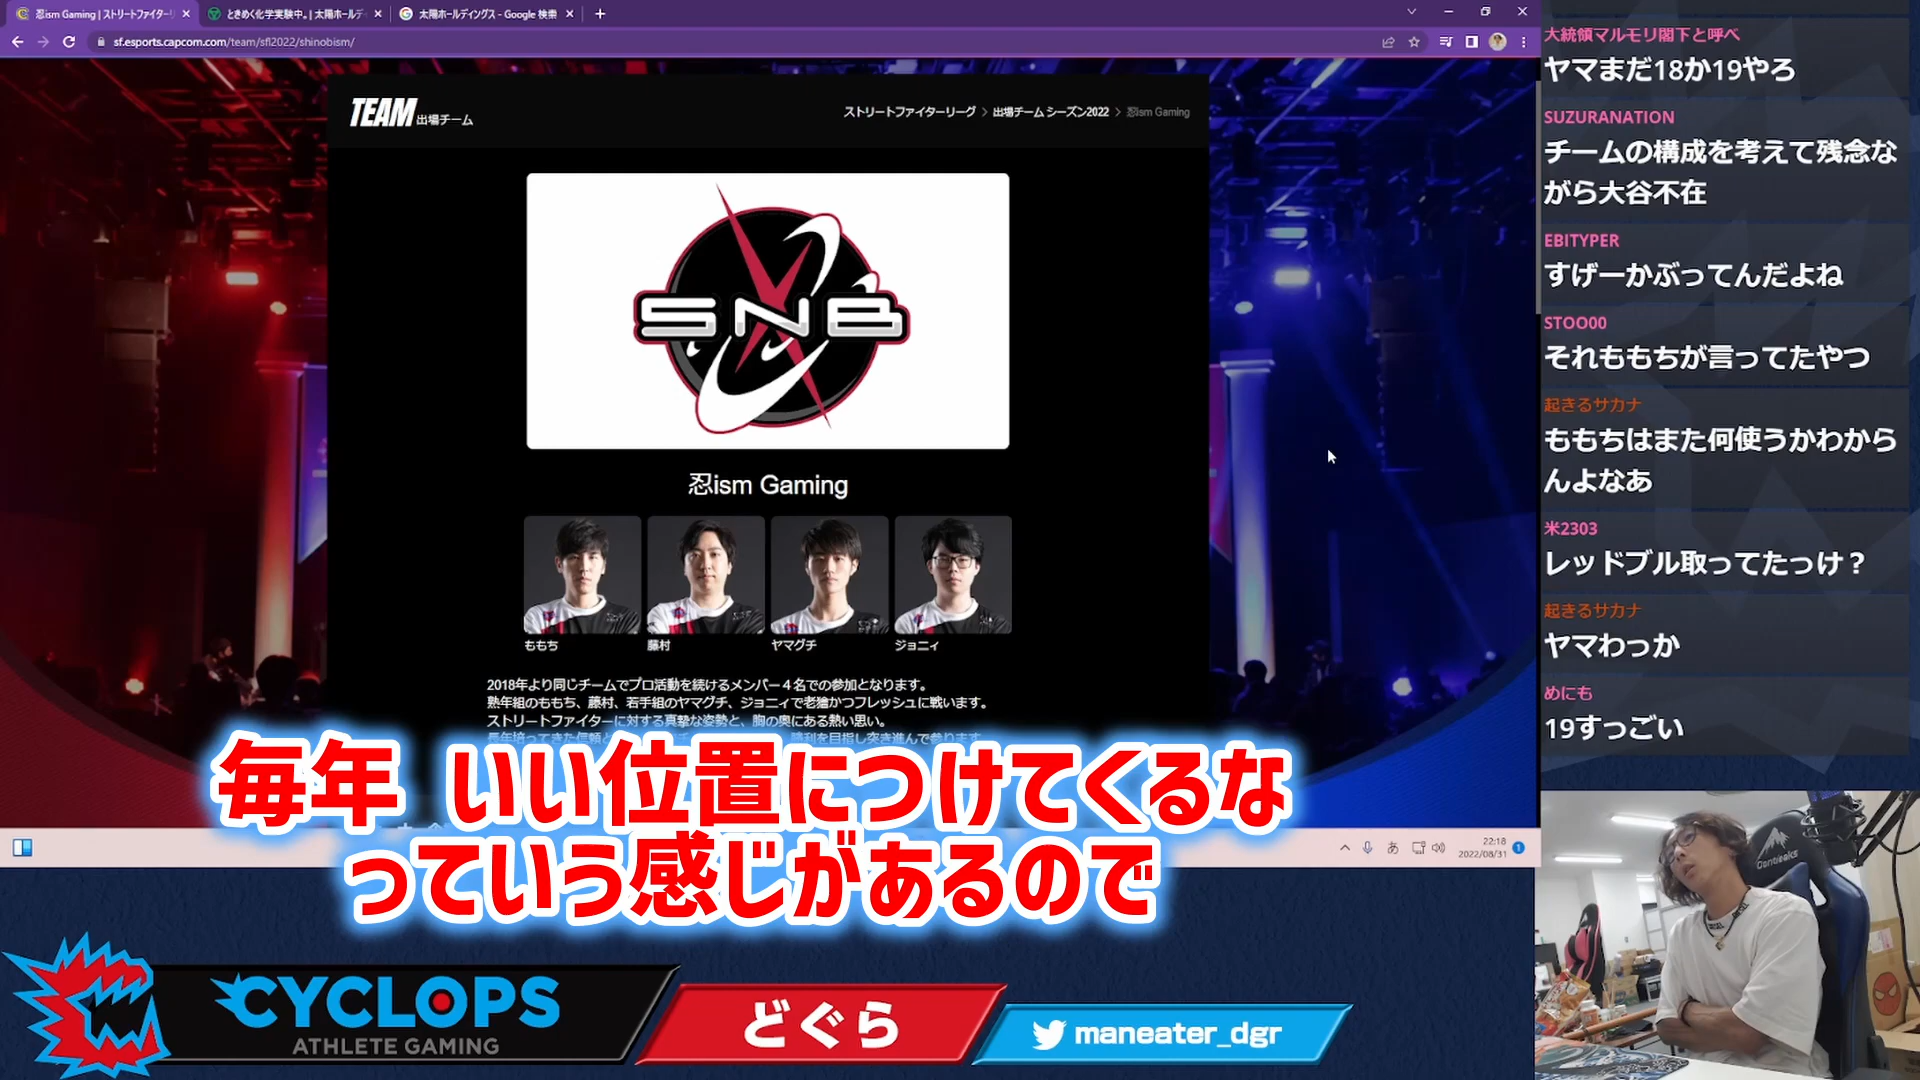 忍ism Gaming | ストリートファイターリ
ときめく化学実験中。| 太陽ホールデ
太陽ホールディングス - Google 検索
sf.esports.capcom.com/team/sfl2022/shinobism/
TEAM 出場チーム
ストリートファイターリーグ > 出場チーム シーズン2022 > 忍ism Gaming
SNB
忍ism Gaming
ももち 藤村 ヤマグチ ジョニィ
2018年より同じチームでプロ活動を続けるメンバー４名での参加となります。
熟年組のももち、藤村、若手組のヤマグチ、ジョニィで老獪かつフレッシュに戦います。
ストリートファイターに対する真摯な姿勢と、胸の奥にある熱い思い。
毎年 いい位置につけてくるな
っていう感じがあるので
あ
22:18
2022/08/31
1
CYCLOPS
ATHLETE GAMING
どぐら
maneater_dgr
大統領マルモリ閣下と呼べ
ヤマまだ18か19やろ
SUZURANATION
チームの構成を考えて残念な
がら大谷不在
EBITYPER
すげーかぶってんだよね
STOO00
それももちが言ってたやつ
起きるサカナ
ももちはまた何使うかわから
んよなあ
米2303
レッドブル取ってたっけ？
起きるサカナ
ヤマわっか
めにも
19すっごい